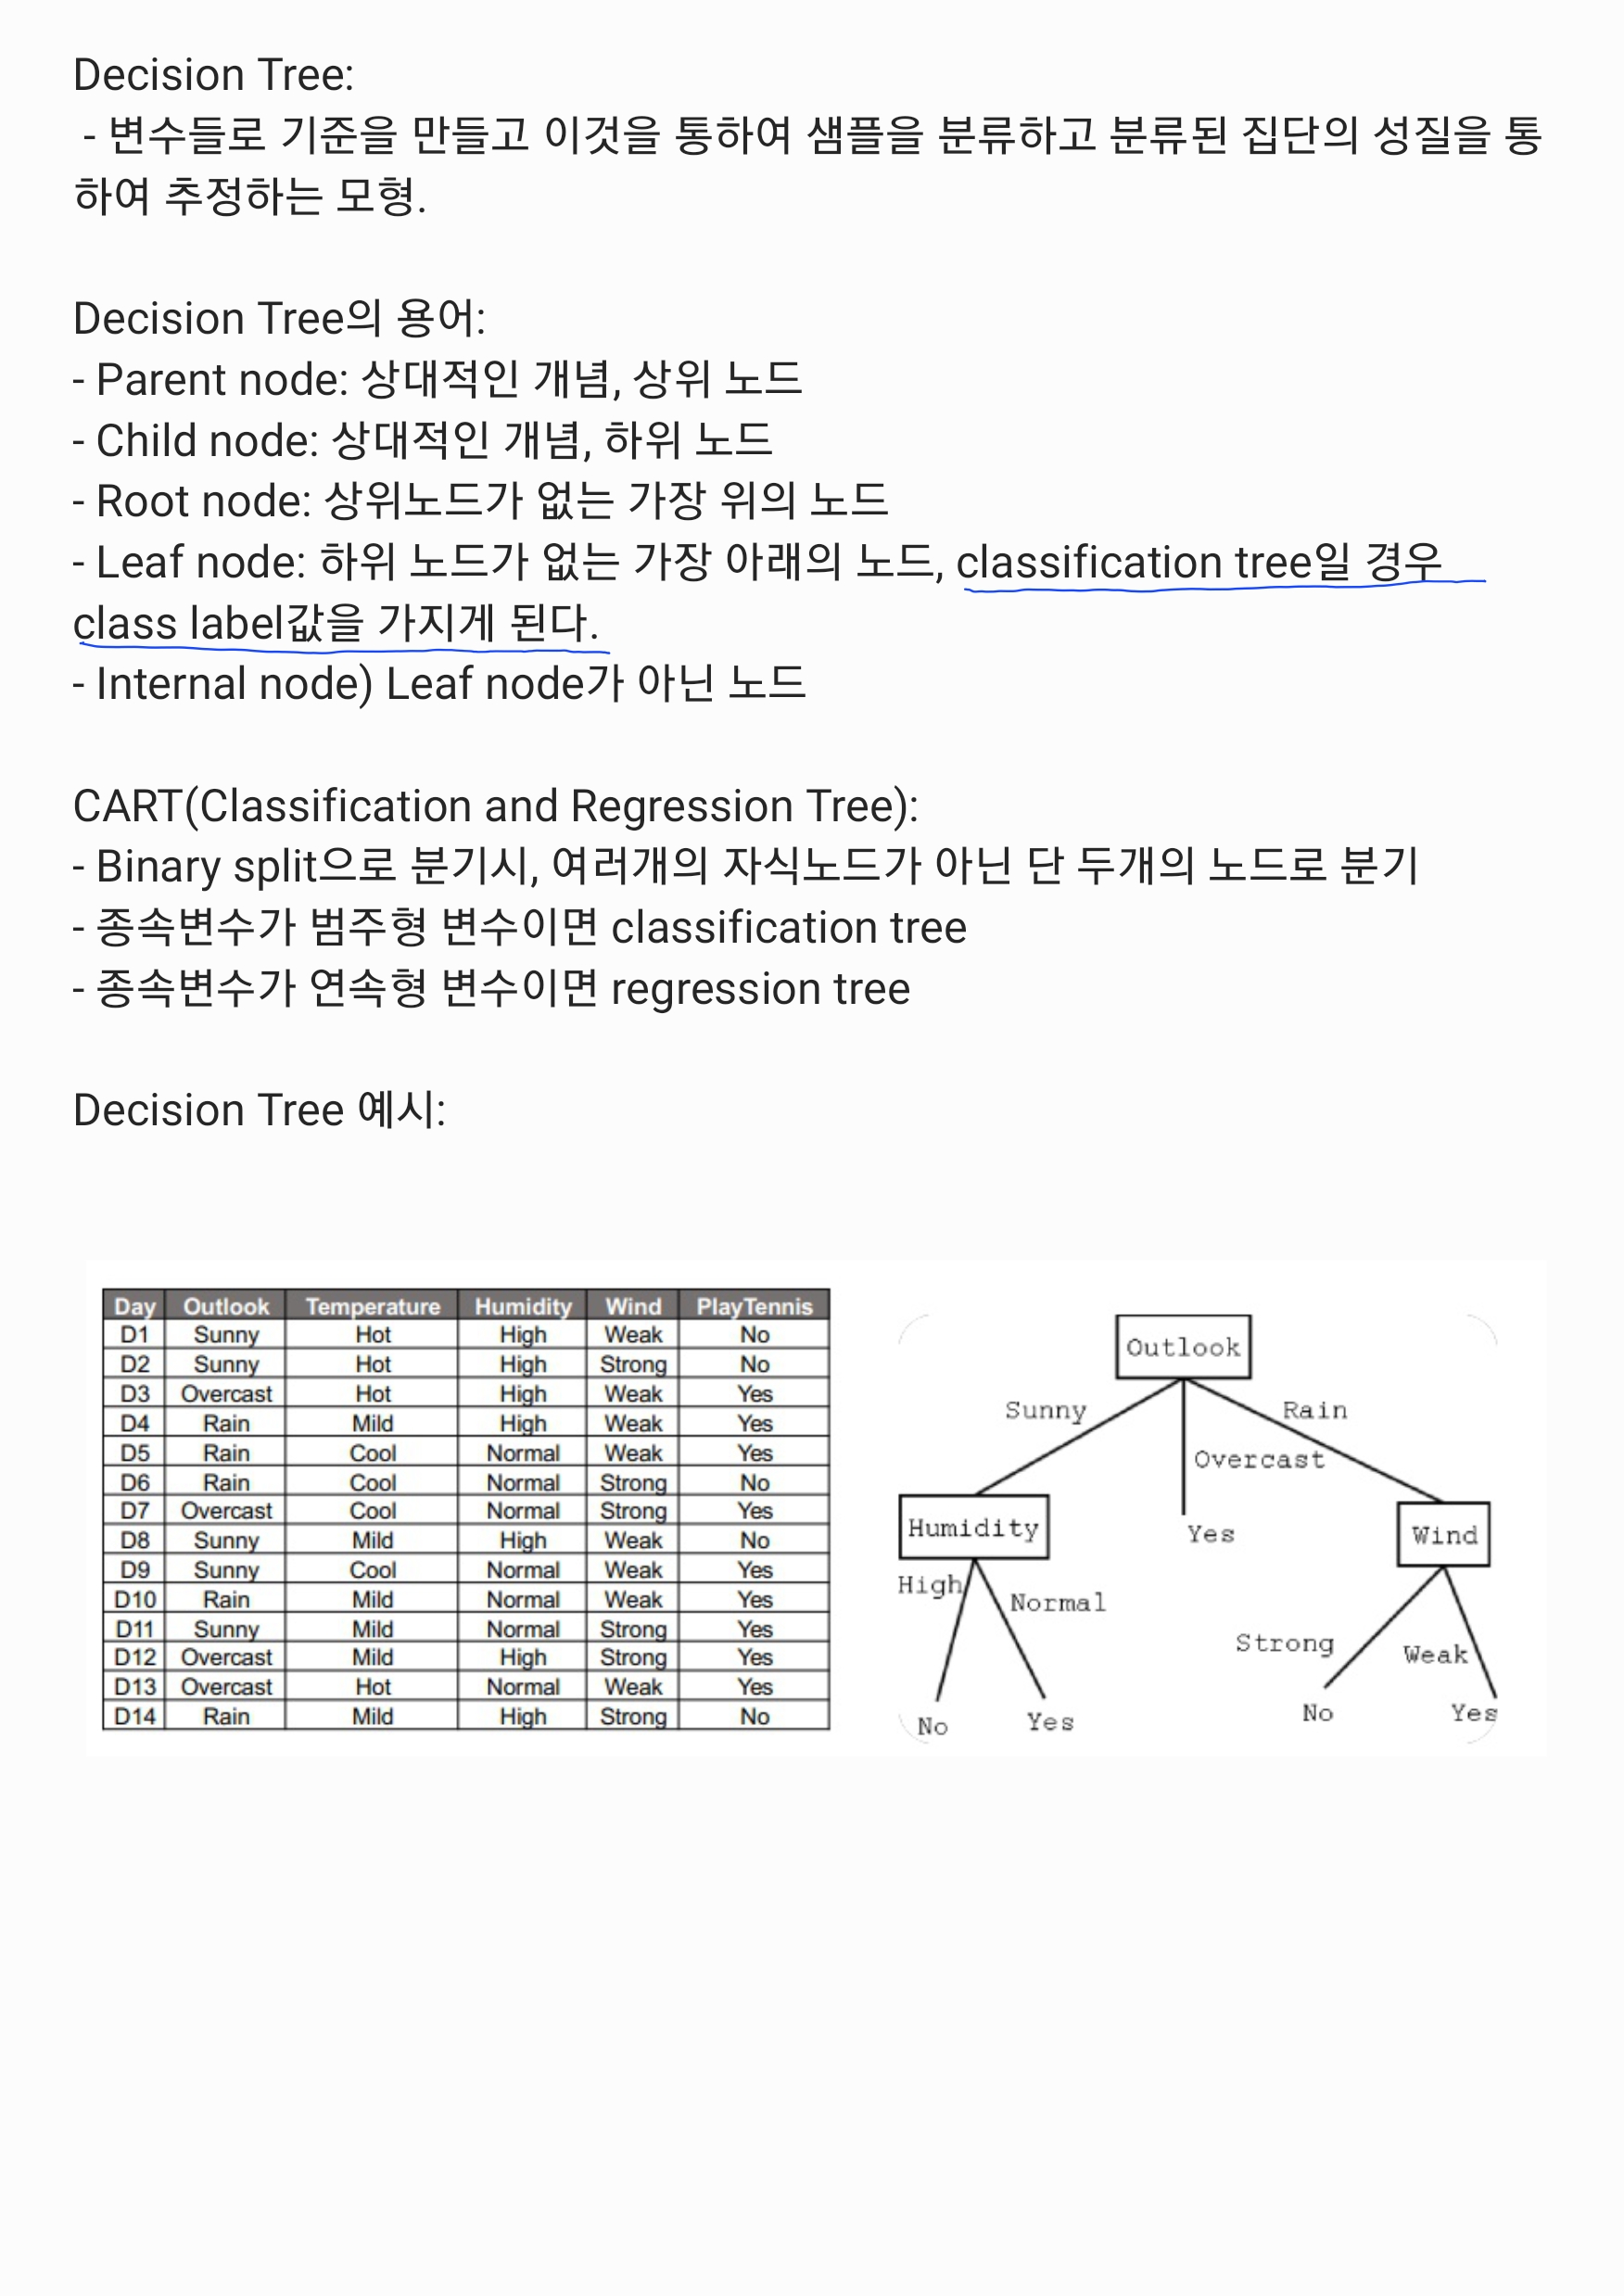 Decision Tree:
- 변수들로 기준을 만들고 이것을 통하여 샘플을 분류하고 분류된 집단의 성질을 통
하여 추정하는 모형.
Decision Tree의 용어:
- Parent node: 상대적인 개념, 상위 노드
- Child node: 상대적인 개념, 하위 노드
- Root node: 상위노드가 없는 가장 위의 노드
- Leaf node: 하위 노드가 없는 가장 아래의 노드, classification tree일 경우
class label값을 가지게 된다.
- Internal node) Leaf node가 아닌 노드
CART(Classification and Regression Tree):
- Binary split으로 분기시, 여러개의 자식노드가 아닌 단 두개의 노드로 분기
- 종속변수가 범주형 변수이면 classification tree
- 종속변수가 연속형 변수이면 regression tree
Decision Tree 예시:
Day Outlook Temperature Humidity Wind PlayTennis
D1 Sunny Hot High Weak No
D2 Sunny Hot High Strong No
D3 Overcast Hot High Weak Yes
D4 Rain Mild High Weak Yes
D5 Rain Cool Normal Weak Yes
D6 Rain Cool Normal Strong No
D7 Overcast Cool Normal Strong Yes
D8 Sunny Mild High Weak No
D9 Sunny Cool Normal Weak Yes
D10 Rain Mild Normal Weak Yes
D11 Sunny Mild Normal Strong Yes
D12 Overcast Mild High Strong Yes
D13 Overcast Hot Normal Weak Yes
D14 Rain Mild High Strong No
Outlook
Sunny Rain
Overcast
Humidity Yes Wind
High Normal
Strong Weak
No Yes No Yes